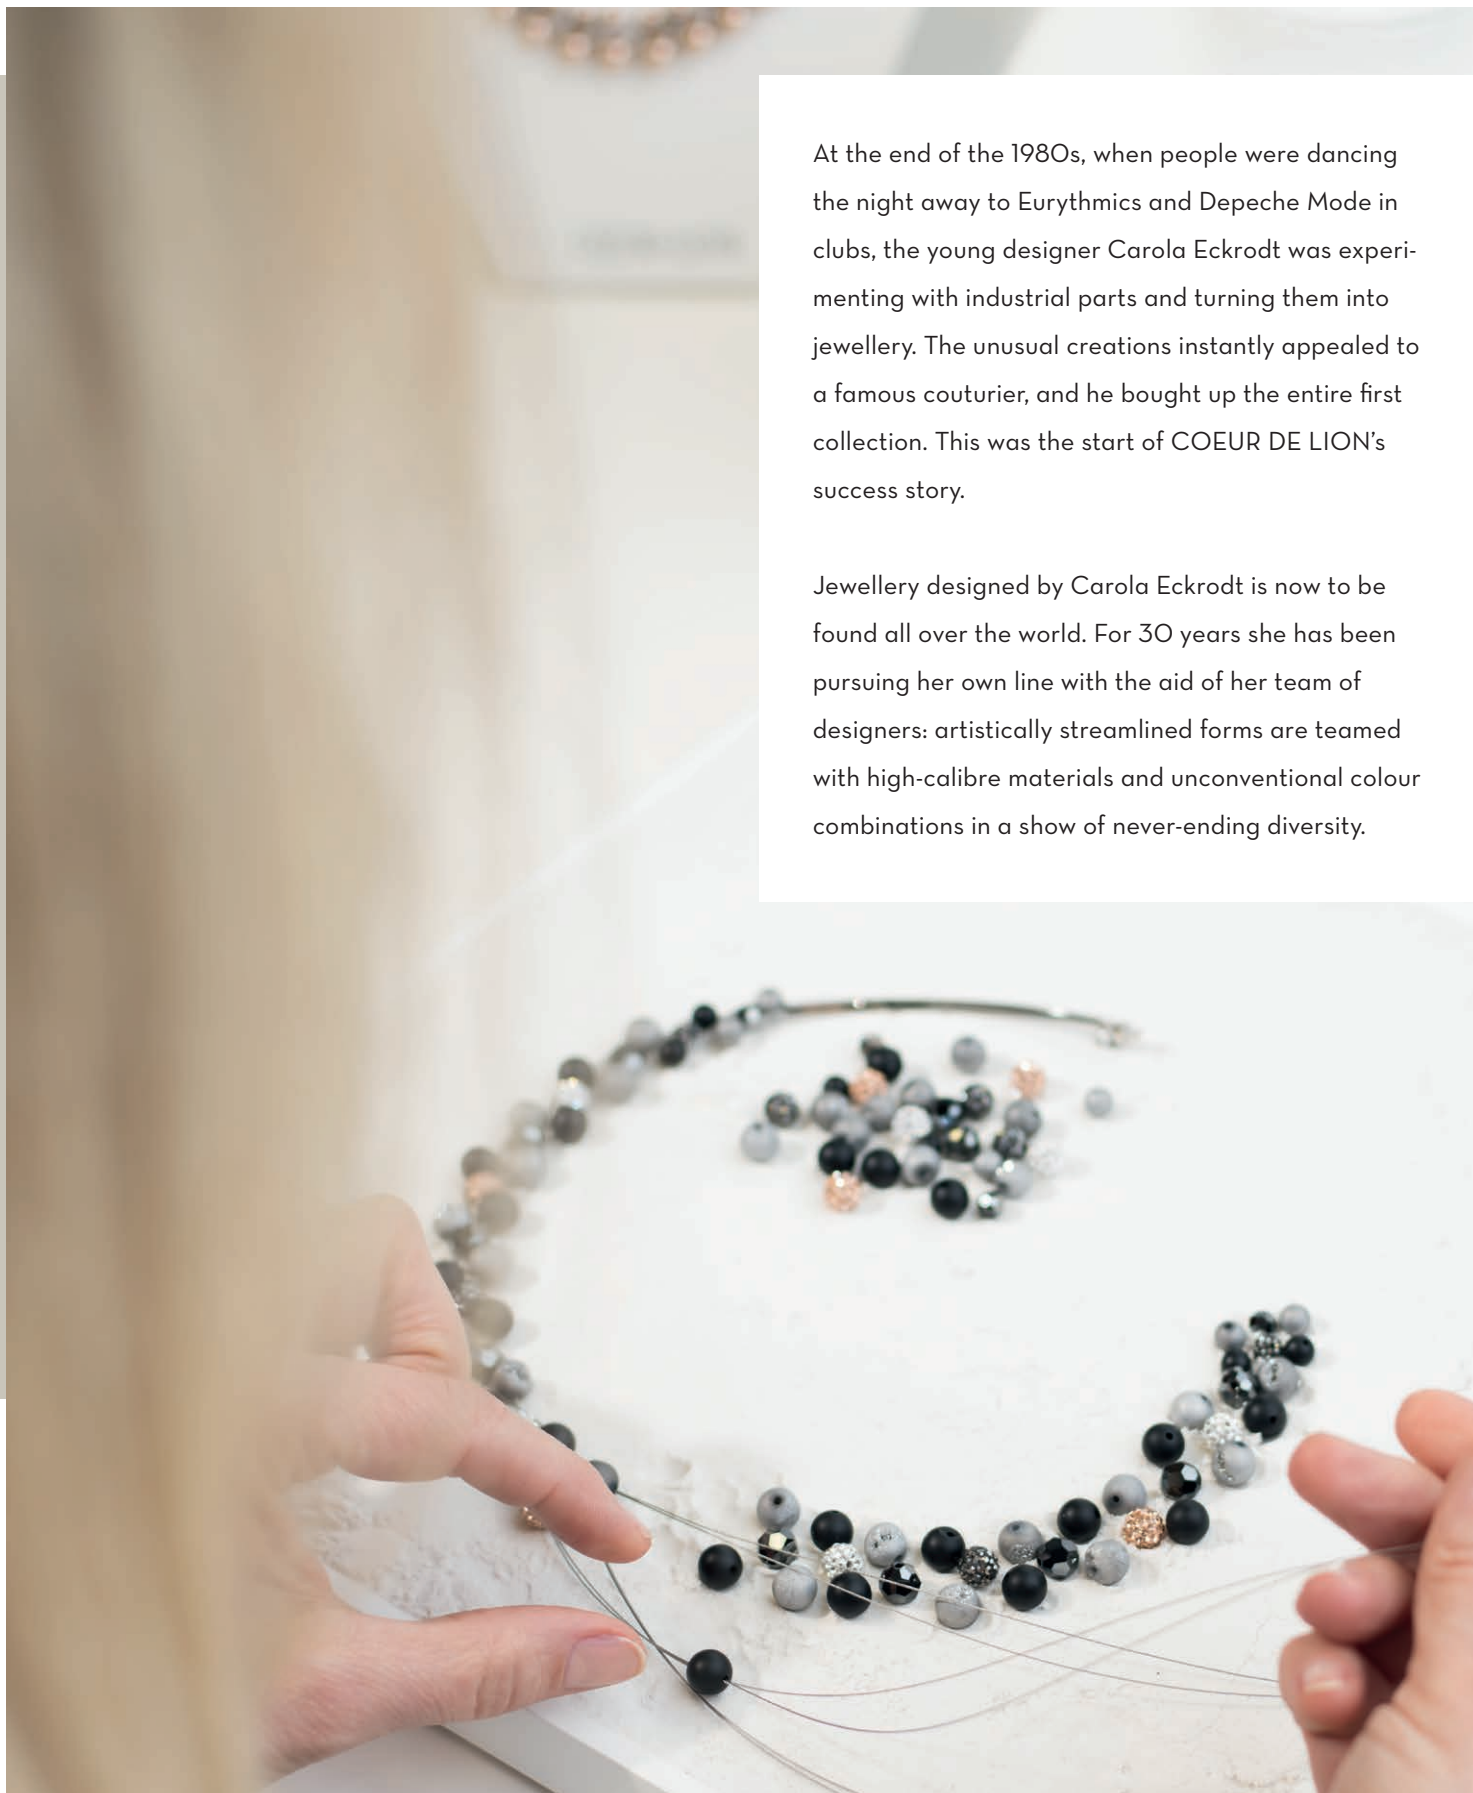 At the end of the 1980s, when people were dancing
the night away to Eurythmics and Depeche Mode in
clubs, the young designer Carola Eckrodt was experi-
menting with industrial parts and turning them into
jewellery. The unusual creations instantly appealed to
a famous couturier, and he bought up the entire first
collection. This was the start of COEUR DE LION’s
success story.
Jewellery designed by Carola Eckrodt is now to be
found all over the world. For 30 years she has been
pursuing her own line with the aid of her team of
designers: artistically streamlined forms are teamed
with high-calibre materials and unconventional colour
combinations in a show of never-ending diversity.